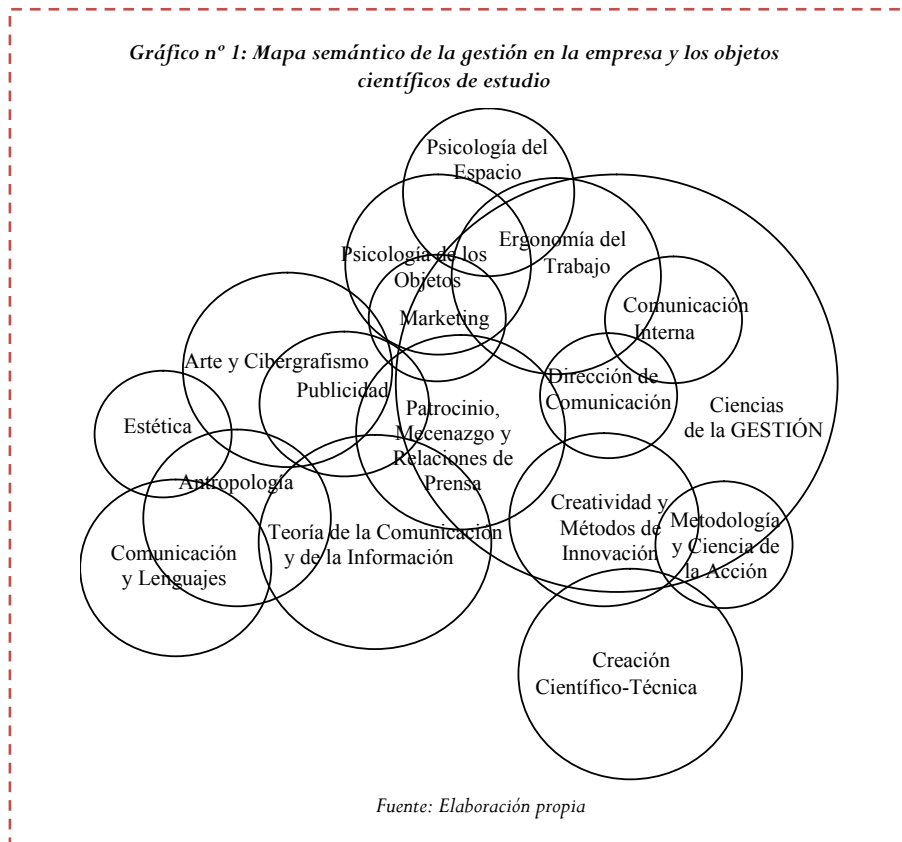 Gráfico nº 1: Mapa semántico de la gestión en la empresa y los objetos
científicos de estudio
Psicología del
Espacio
Ergonomía del
Trabajo
Psicología de los
Objetos
Comunicación
Interna
Marketing
Arte y Cibergrafismo
Publicidad
Dirección de
Comunicación
Ciencias
de la GESTIÓN
Patrocinio,
Mecenazgo y
Relaciones de
Prensa
Estética
Antropología
Creatividad y
Métodos de
Innovación
Metodología
y Ciencia de
la Acción
Teoría de la Comunicación
y de la Información
Comunicación
y Lenguajes
Creación
Científico-Técnica
Fuente: Elaboración propia